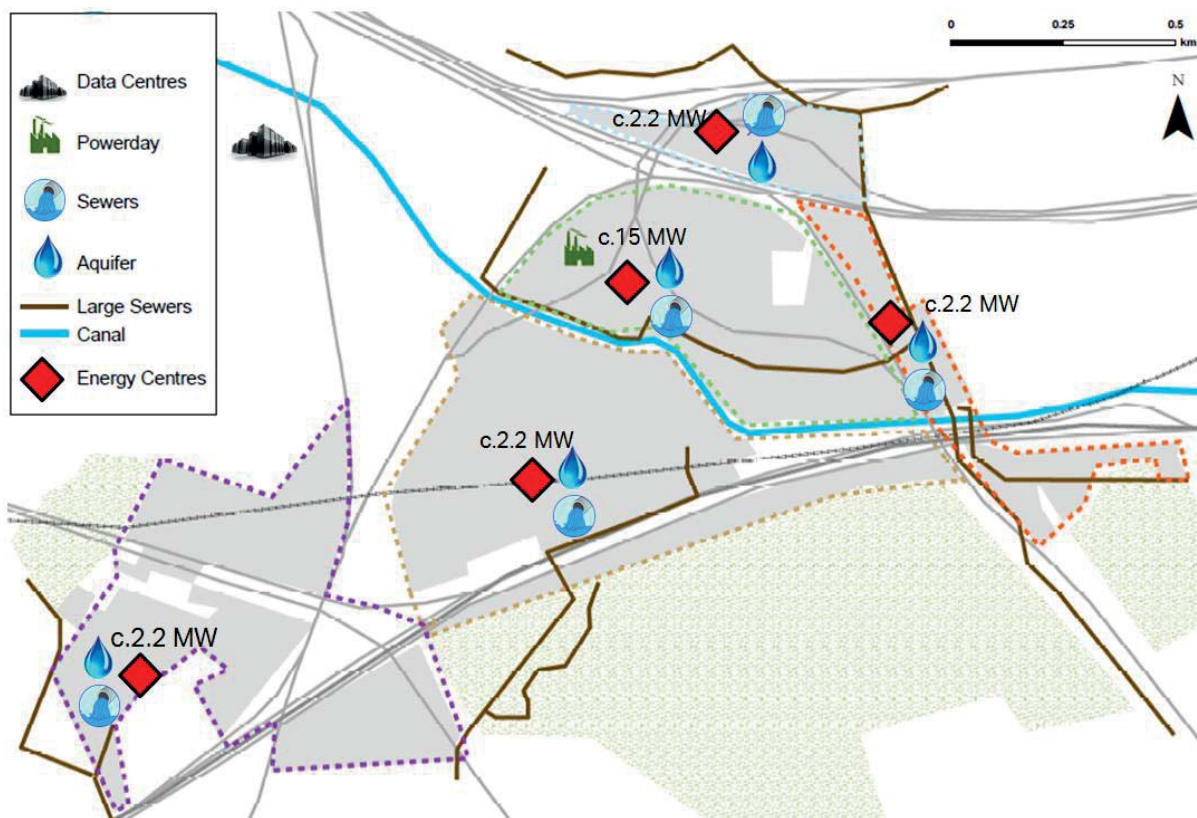 Data Centres
Powerday
Sewers
Aquifer
Large Sewers
Canal
Energy Centres
0 0.25 0.5
km
N
c.2.2 MW
c.15 MW
c.2.2 MW
c.2.2 MW
c.2.2 MW